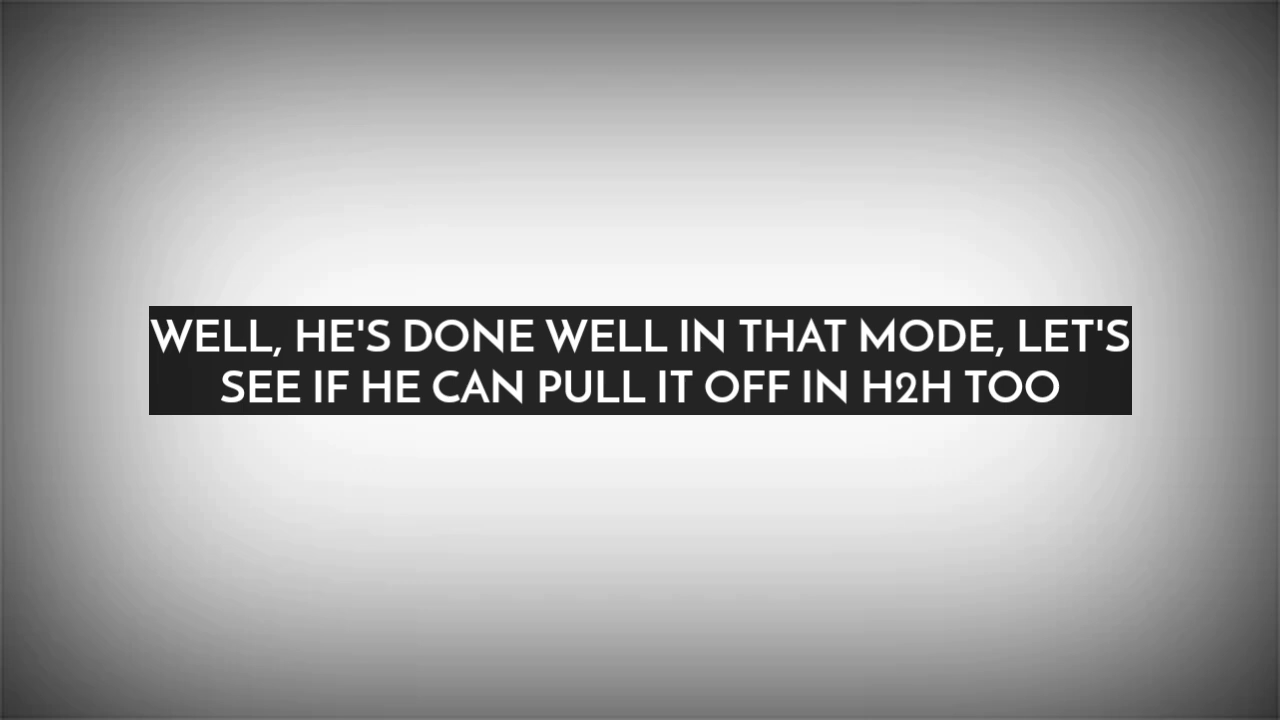 WELL, HE'S DONE WELL IN THAT MODE, LET'S
SEE IF HE CAN PULL IT OFF IN H2H TOO